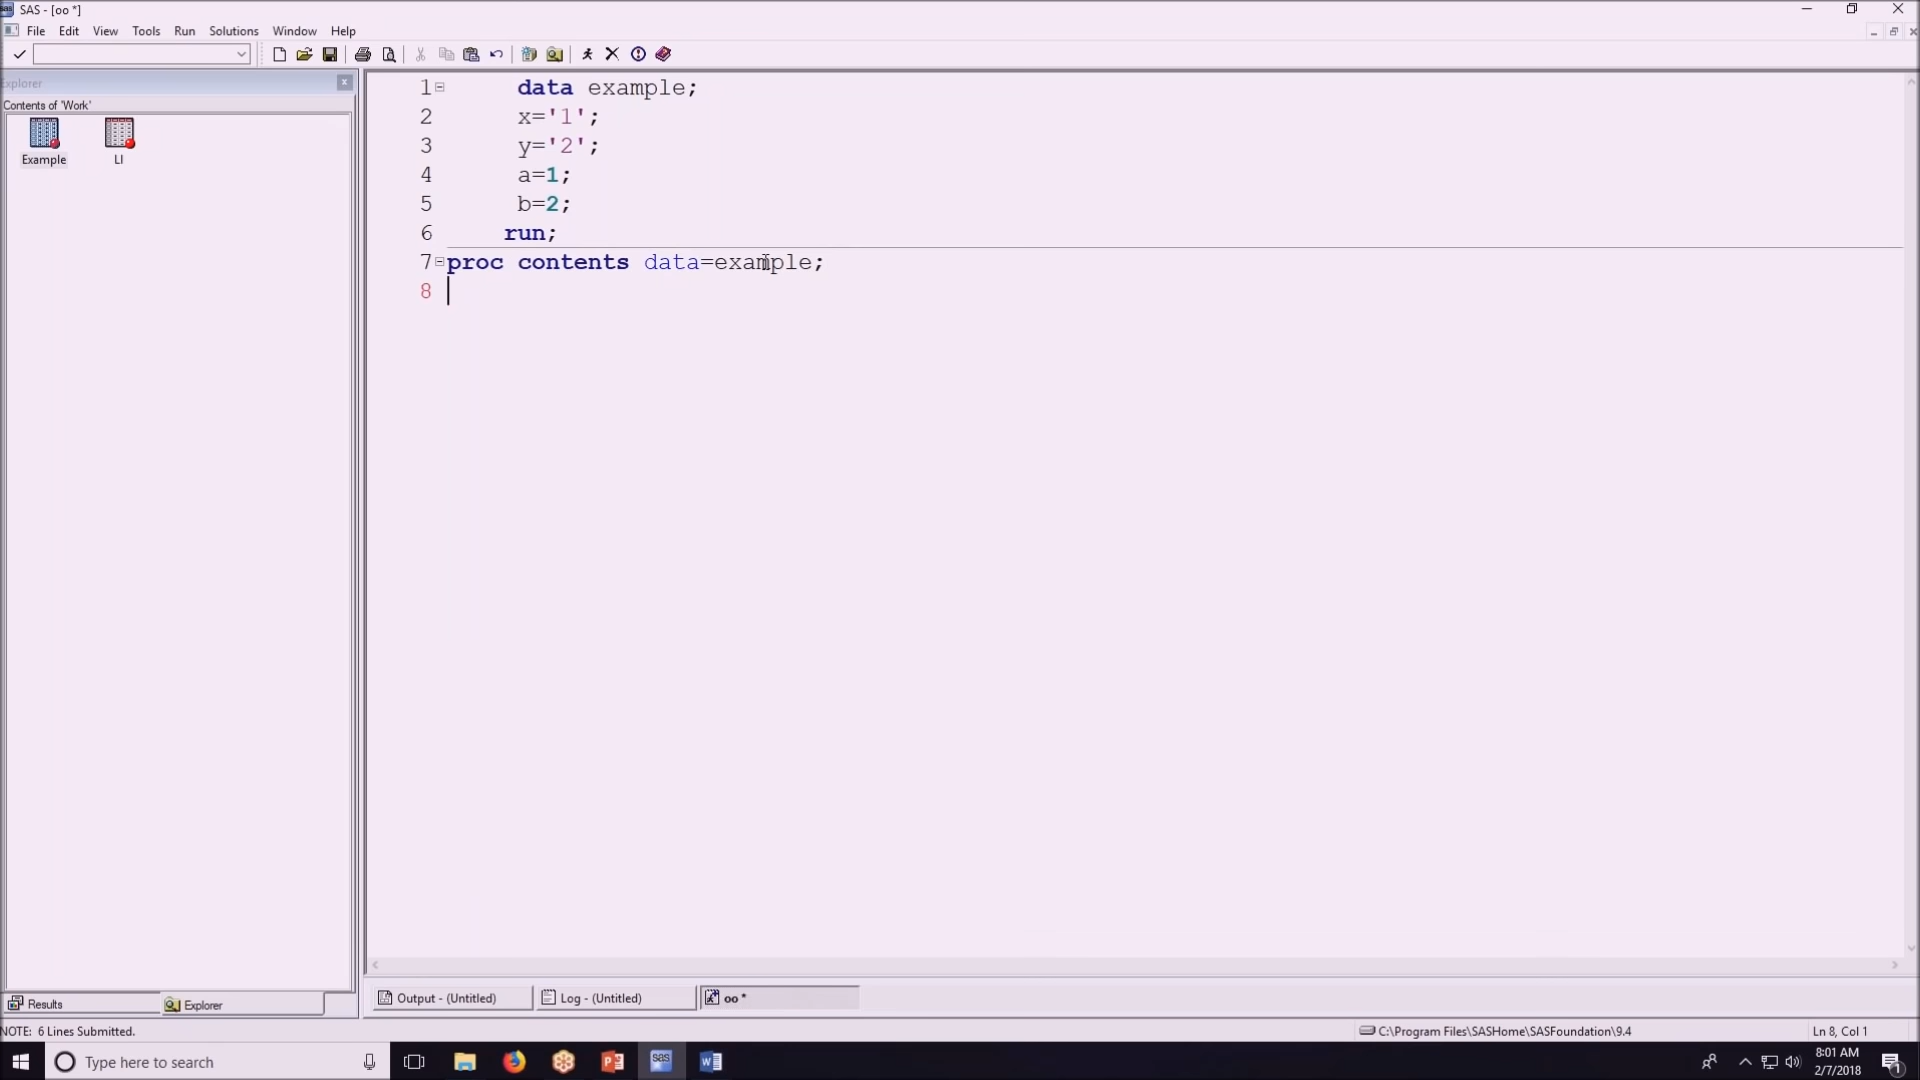 SAS - [oo *]
File Edit View Tools Run Solutions Window Help
Explorer
Contents of 'Work'
Example LI
1 data example;
2 x='1';
3 y='2';
4 a=1;
5 b=2;
6 run;
7 proc contents data=example;
8
Results Explorer
Output - (Untitled) Log - (Untitled) oo *
NOTE: 6 Lines Submitted.
C:\Program Files\SASHome\SASFoundation\9.4
Ln 8, Col 1
Type here to search
8:01 AM
2/7/2018